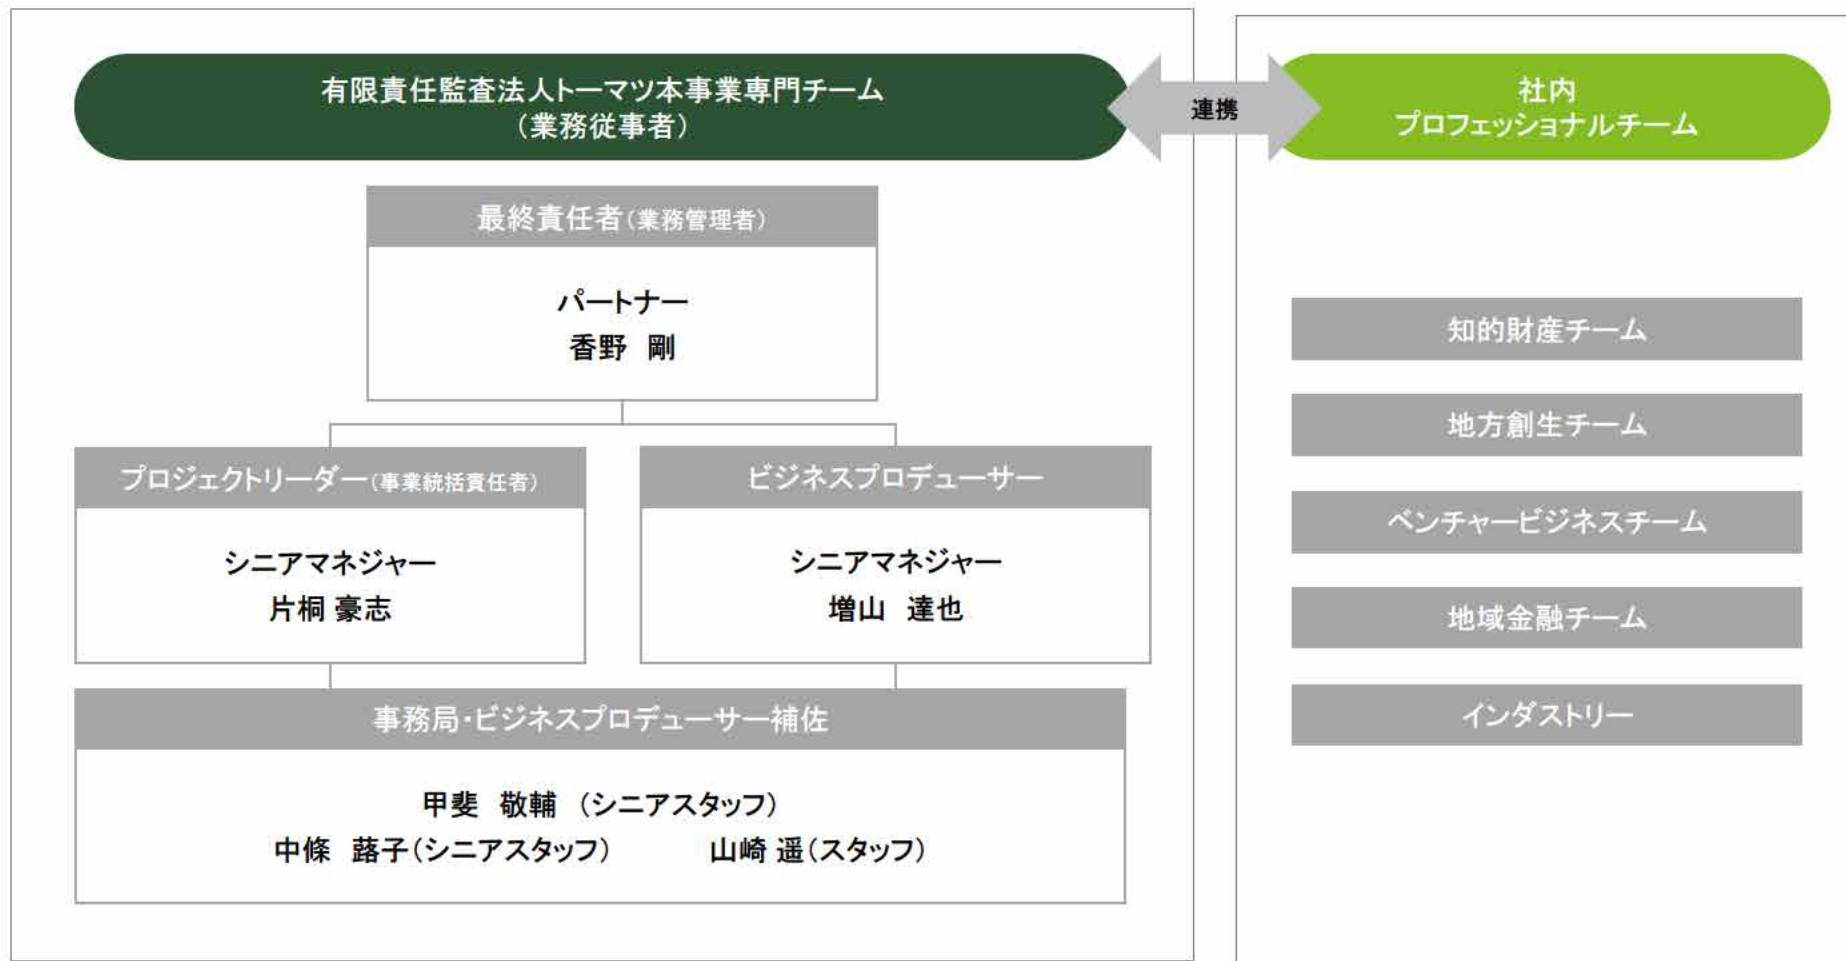 有限責任監査法人トーマツ本事業専門チーム
（業務従事者）
連携
社内
プロフェッショナルチーム
最終責任者（業務管理者）
パートナー
香野　剛
プロジェクトリーダー（事業統括責任者）
シニアマネジャー
片桐 豪志
ビジネスプロデューサー
シニアマネジャー
増山　達也
事務局・ビジネスプロデューサー補佐
甲斐　敬輔　（シニアスタッフ）
中條　蕗子（シニアスタッフ）　　　山崎 遥（スタッフ）
知的財産チーム
地方創生チーム
ベンチャービジネスチーム
地域金融チーム
インダストリー